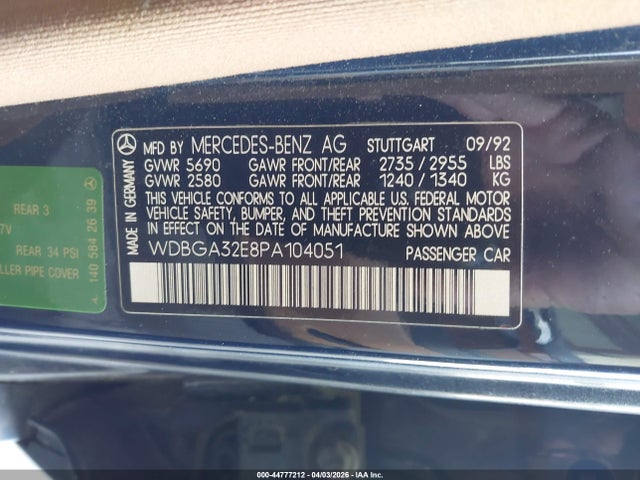 MFD BY MERCEDES-BENZ AG STUTTGART 09/92
GVWR 5690 GAWR FRONT/REAR 2735 / 2955 LBS
GVWR 2580 GAWR FRONT/REAR 1240 / 1340 KG
THIS VEHICLE CONFORMS TO ALL APPLICABLE U.S. FEDERAL MOTOR
VEHICLE SAFETY, BUMPER, AND THEFT PREVENTION STANDARDS
IN EFFECT ON THE DATE OF MANUFACTURE SHOWN ABOVE.
WDBGA32E8PA104051 PASSENGER CAR
MADE IN GERMANY
REAR 3
REAR 34 PSI
PIPE COVER
A 140 584 26 39
000-44777212 - 04/03/2026 - IAA Inc.